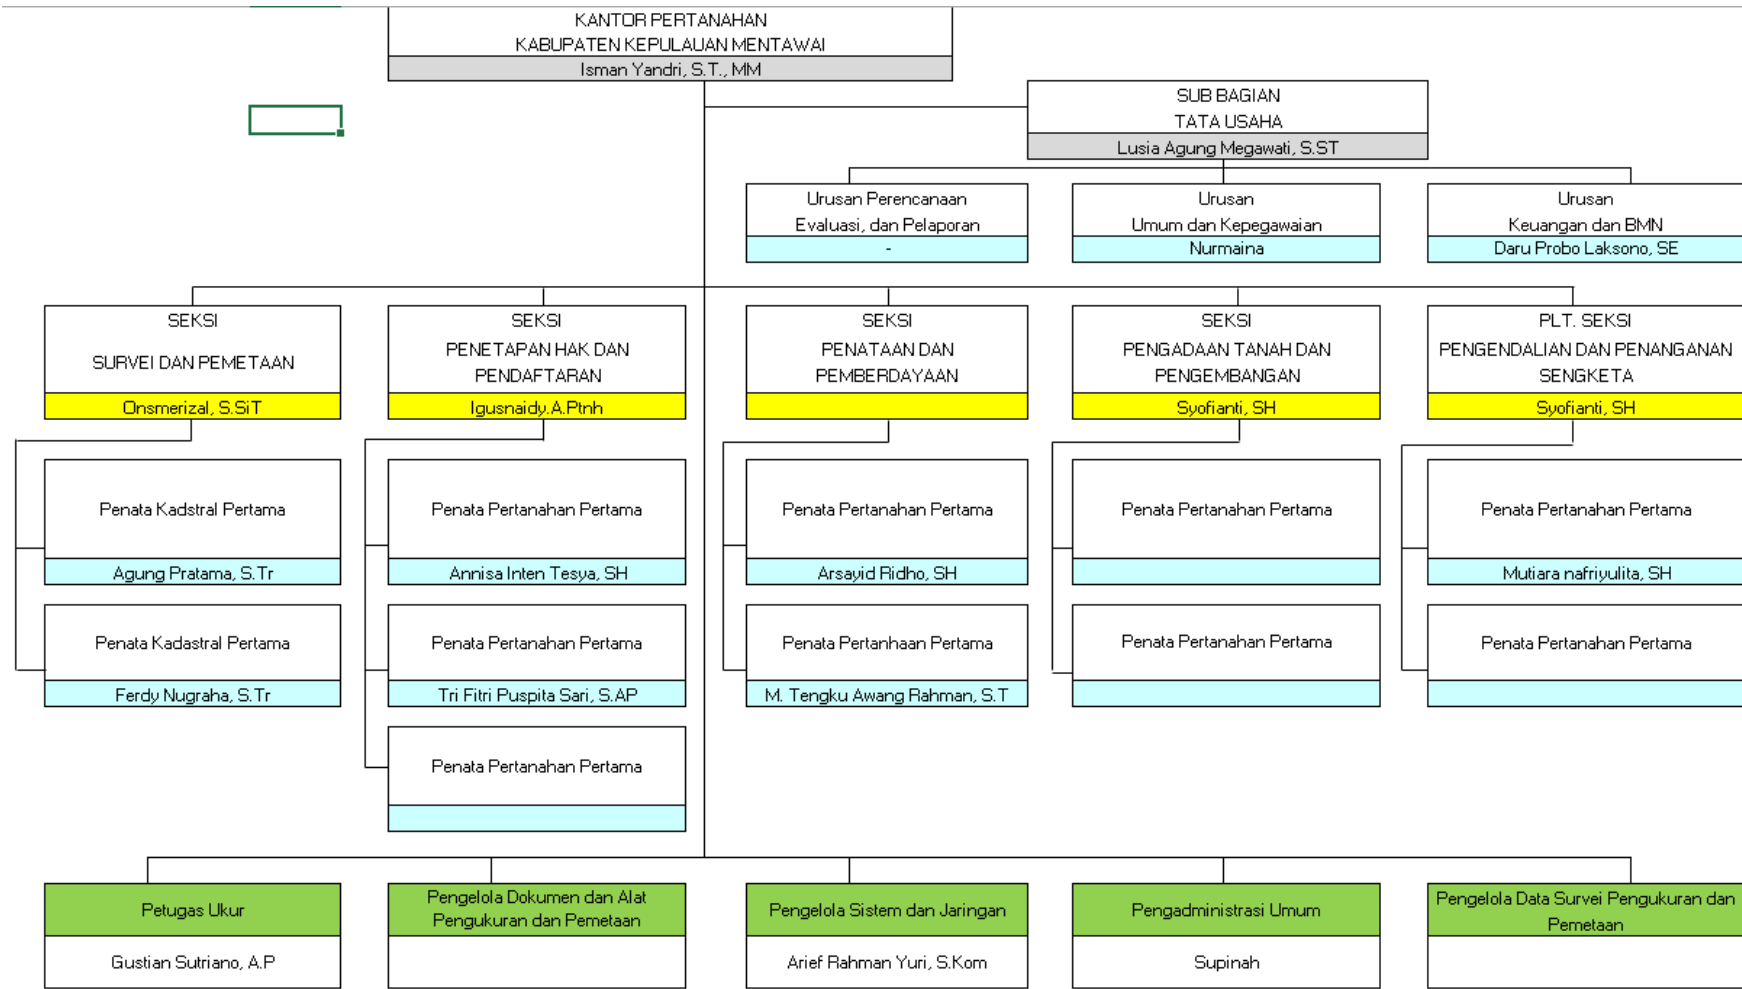 KANTOR PERTANAHAN
KABUPATEN KEPULAUAN MENTAWAI
Isman Yandri, S.T., MM
SUB BAGIAN
TATA USAHA
Lusia Agung Megawati, S.ST
Urusan Perencanaan
Evaluasi, dan Pelaporan
-
Urusan
Umum dan Kepegawaian
Nurmaina
Urusan
Keuangan dan BMN
Daru Probo Laksono, SE
SEKSI
SURVEI DAN PEMETAAN
Onsmerizal, S.SiT
SEKSI
PENETAPAN HAK DAN
PENDAFTARAN
Igusnaidy.A.Ptnh
SEKSI
PENATAAN DAN
PEMBERDAYAAN
SEKSI
PENGADAAN TANAH DAN
PENGEMBANGAN
Syofianti, SH
PLT. SEKSI
PENGENDALIAN DAN PENANGANAN
SENGKETA
Syofianti, SH
Penata Kadstral Pertama
Agung Pratama, S.Tr
Penata Pertanahan Pertama
Annisa Inten Tesya, SH
Penata Pertanahan Pertama
Arsayid Ridho, SH
Penata Pertanahan Pertama
Penata Pertanahan Pertama
Mutiara nafriyulita, SH
Penata Kadastral Pertama
Ferdy Nugraha, S.Tr
Penata Pertanahan Pertama
Tri Fitri Puspita Sari, S.AP
Penata Pertanhaan Pertama
M. Tengku Awang Rahman, S.T
Penata Pertanahan Pertama
Penata Pertanahan Pertama
Penata Pertanahan Pertama
Petugas Ukur
Gustian Sutriano, A.P
Pengelola Dokumen dan Alat
Pengukuran dan Pemetaan
Pengelola Sistem dan Jaringan
Arief Rahman Yuri, S.Kom
Pengadministrasi Umum
Supinah
Pengelola Data Survei Pengukuran dan
Pemetaan